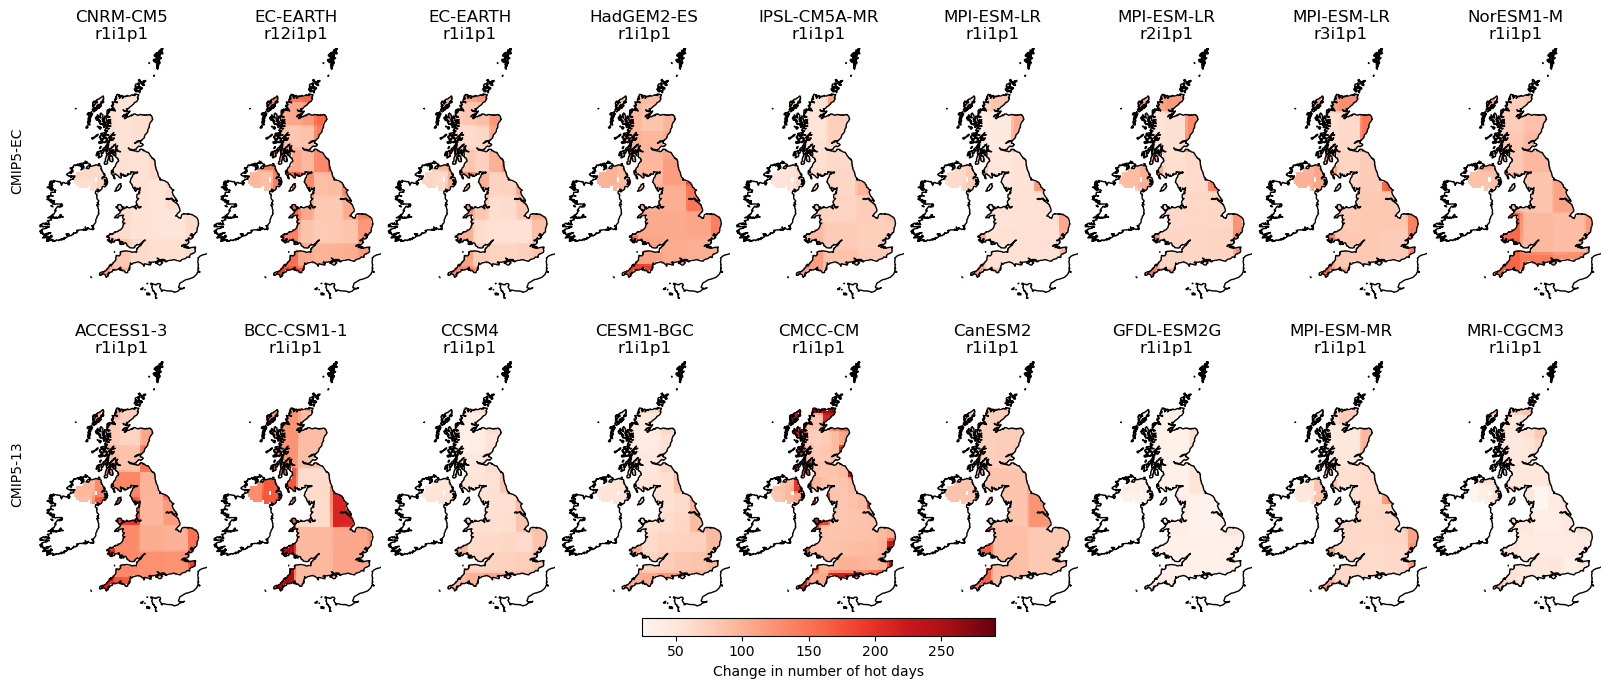 CNRM-CM5
r1i1p1
EC-EARTH
r12i1p1
EC-EARTH
r1i1p1
HadGEM2-ES
r1i1p1
IPSL-CM5A-MR
r1i1p1
MPI-ESM-LR
r1i1p1
MPI-ESM-LR
r2i1p1
MPI-ESM-LR
r3i1p1
NorESM1-M
r1i1p1
CMIP5-EC
ACCESS1-3
r1i1p1
BCC-CSM1-1
r1i1p1
CCSM4
r1i1p1
CESM1-BGC
r1i1p1
CMCC-CM
r1i1p1
CanESM2
r1i1p1
GFDL-ESM2G
r1i1p1
MPI-ESM-MR
r1i1p1
MRI-CGCM3
r1i1p1
CMIP5-13
50 100 150 200 250
Change in number of hot days